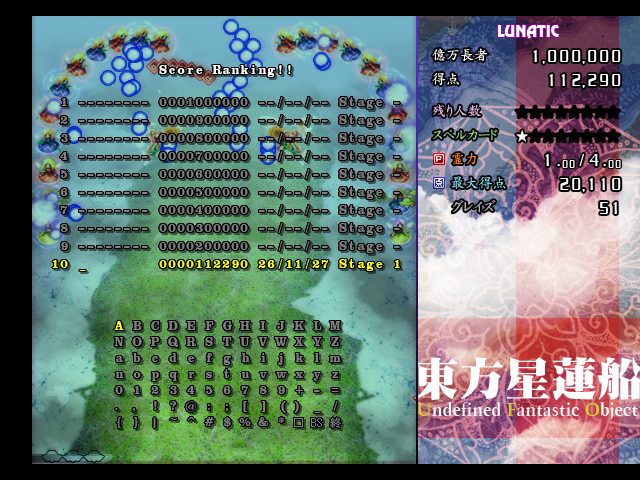 LUNATIC
億万長者 1,000,000
得点 112,290
残り人数
スペルカード
P 霊力 1.00/4.00
最大得点 20,110
グレイズ 51
Score Ranking!!
1 -------- 0001000000 --/--/-- Stage -
2 -------- 0000900000 --/--/-- Stage -
3 -------- 0000800000 --/--/-- Stage -
4 -------- 0000700000 --/--/-- Stage -
5 -------- 0000600000 --/--/-- Stage -
6 -------- 0000500000 --/--/-- Stage -
7 -------- 0000400000 --/--/-- Stage -
8 -------- 0000300000 --/--/-- Stage -
9 -------- 0000200000 --/--/-- Stage -
10 _ 0000112290 26/11/27 Stage 1
A B C D E F G H I J K L M
N O P Q R S T U V W X Y Z
a b c d e f g h i j k l m
n o p q r s t u v w x y z
0 1 2 3 4 5 6 7 8 9 + - =
. , ! ? @ : ; [ ] ( ) _ /
{ } | ~ ^ # $ % & * □ BS 終
東方星蓮船
Undefined Fantastic Object